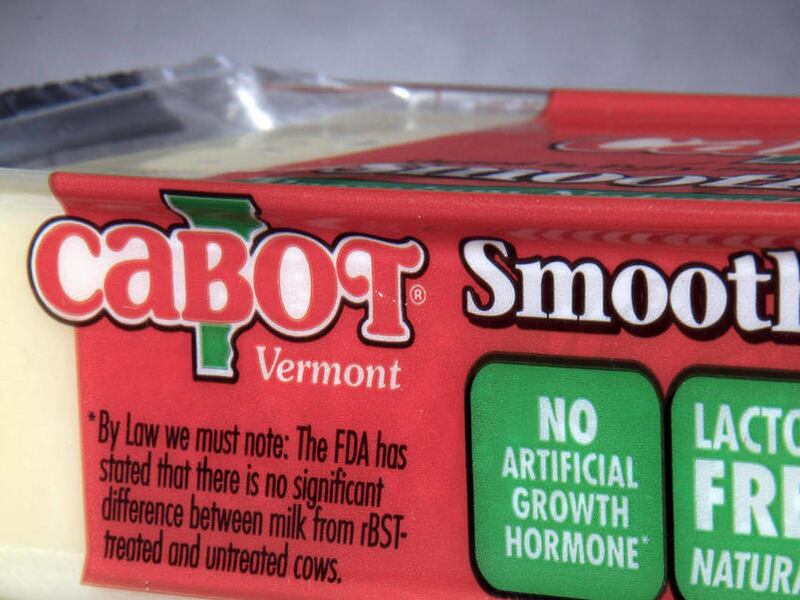 CABOT®
Vermont
Smooth
*By Law we must note: The FDA has
stated that there is no significant
difference between milk from rBST-
treated and untreated cows.
NO
ARTIFICIAL
GROWTH
HORMONE*
LACTO
FRE
NATURA